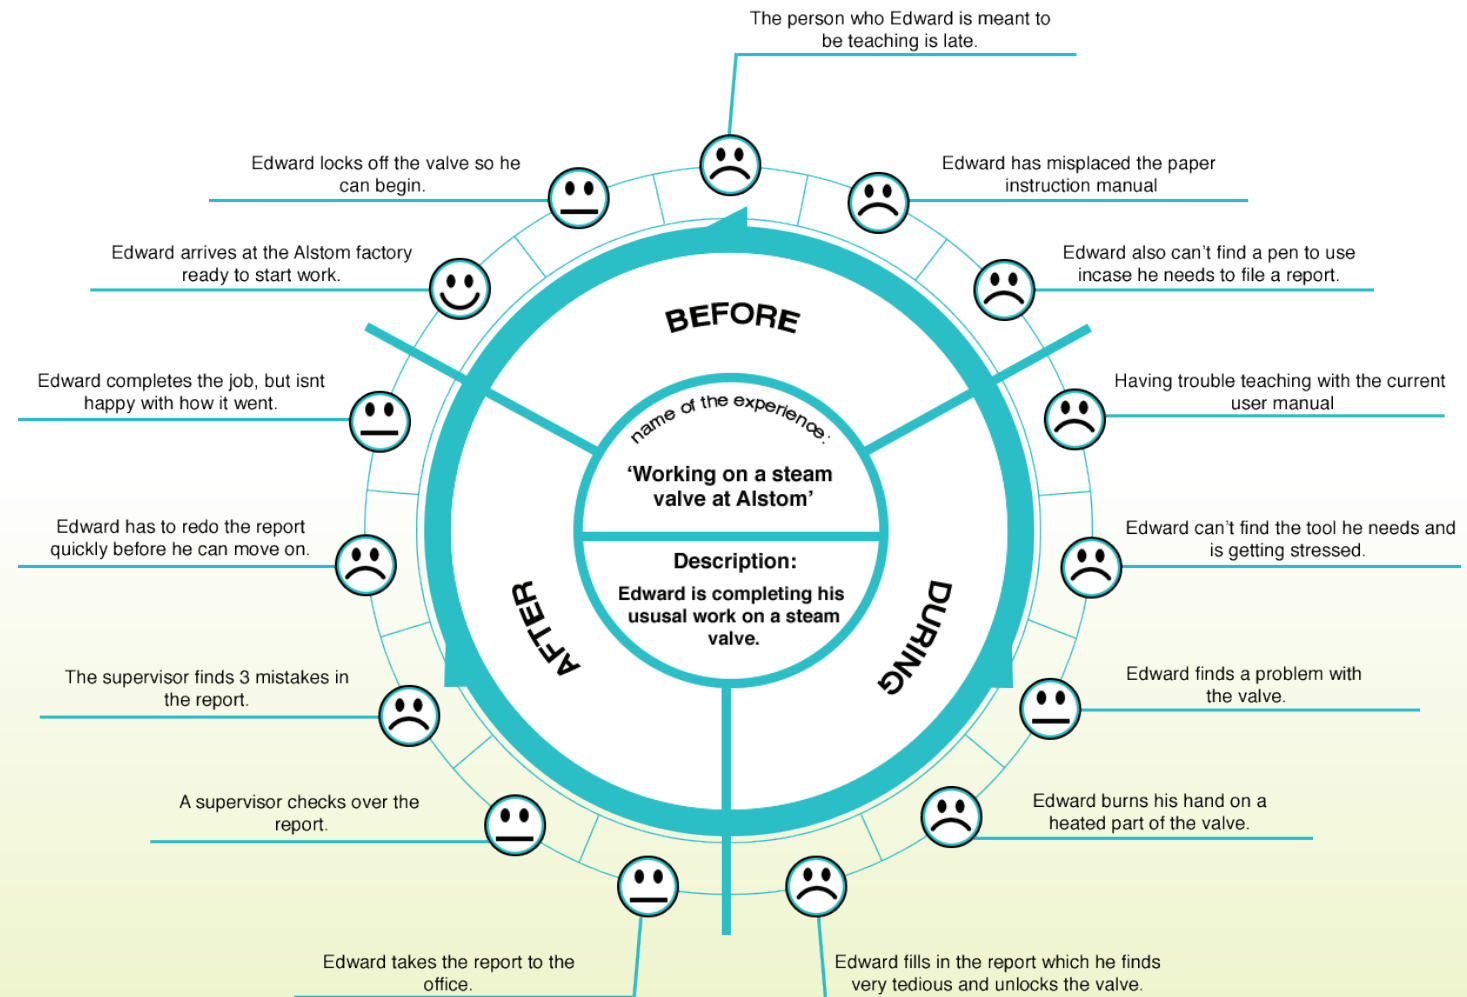 The person who Edward is meant to
be teaching is late.
Edward locks off the valve so he
can begin.
Edward has misplaced the paper
instruction manual
Edward arrives at the Alstom factory
ready to start work.
Edward also can't find a pen to use
incase he needs to file a report.
BEFORE
Edward completes the job, but isnt
happy with how it went.
Having trouble teaching with the current
user manual
name of the experience:
'Working on a steam
valve at Alstom'
Edward has to redo the report
quickly before he can move on.
Edward can't find the tool he needs and
is getting stressed.
Description:
Edward is completing his
ususal work on a steam
valve.
AFTER
DURING
The supervisor finds 3 mistakes in
the report.
Edward finds a problem with
the valve.
A supervisor checks over the
report.
Edward burns his hand on a
heated part of the valve.
Edward takes the report to the
office.
Edward fills in the report which he finds
very tedious and unlocks the valve.